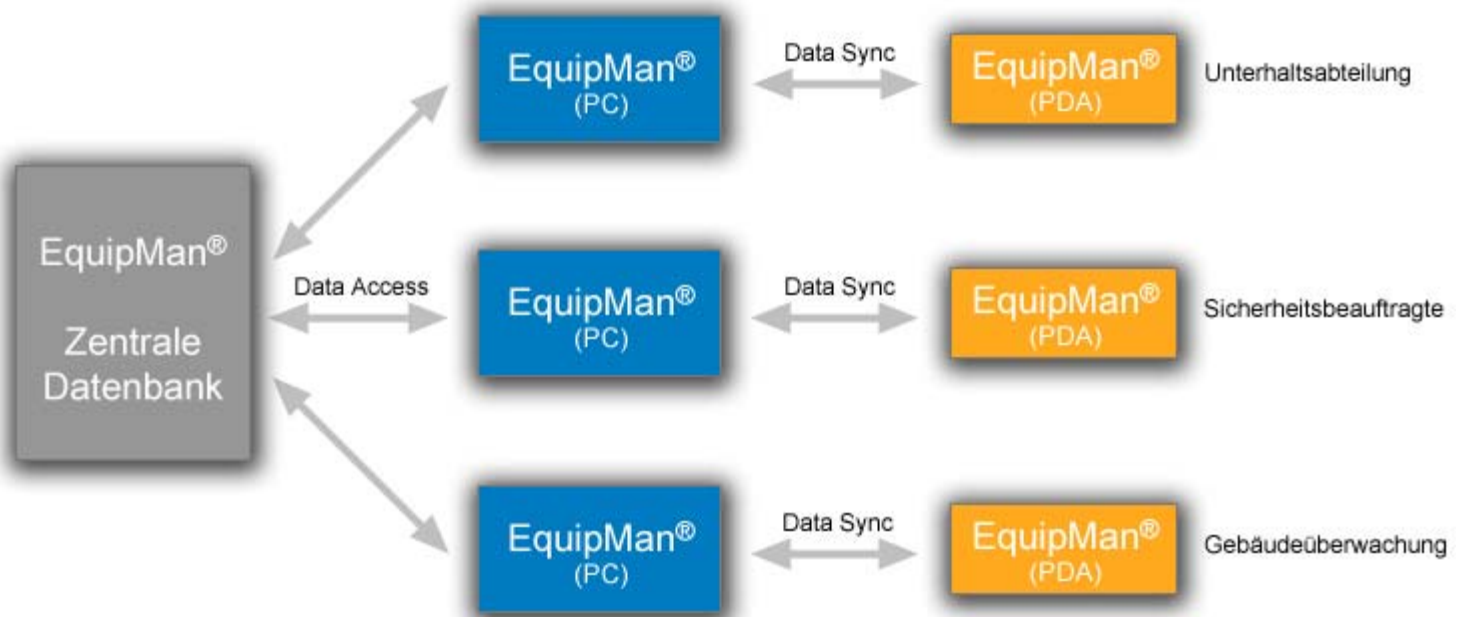 EquipMan®
(PC)
Data Sync
EquipMan®
(PDA)
Unterhaltsabteilung
EquipMan®
Zentrale
Datenbank
Data Access
EquipMan®
(PC)
Data Sync
EquipMan®
(PDA)
Sicherheitsbeauftragte
EquipMan®
(PC)
Data Sync
EquipMan®
(PDA)
Gebäudeüberwachung